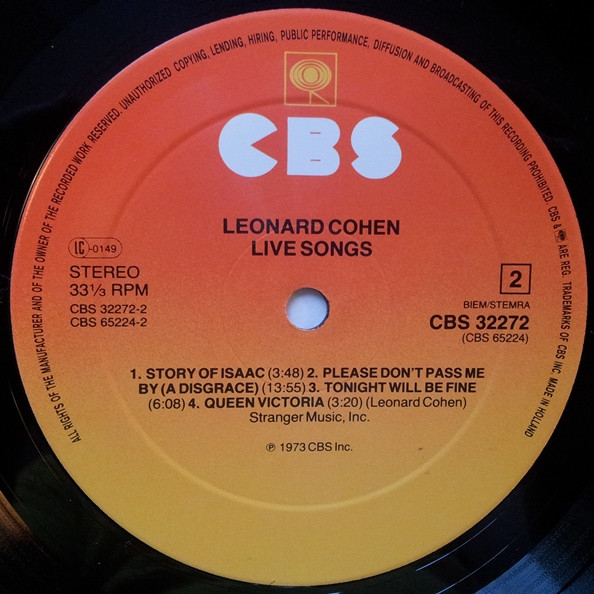 ALL RIGHTS OF THE MANUFACTURER AND OF THE OWNER OF THE RECORDED WORK RESERVED. UNAUTHORIZED COPYING, LENDING, HIRING, PUBLIC PERFORMANCE, DIFFUSION AND BROADCASTING OF THIS RECORDING PROHIBITED. CBS & ARE REG. TRADEMARKS OF CBS INC MADE IN HOLLAND
CBS
LEONARD COHEN
LIVE SONGS
LC-0149
STEREO
33⅓ RPM
CBS 32272-2
CBS 65224-2
2
BIEM/STEMRA
CBS 32272
(CBS 65224)
1. STORY OF ISAAC (3:48) 2. PLEASE DON'T PASS ME
BY (A DISGRACE) (13:55) 3. TONIGHT WILL BE FINE
(6:08) 4. QUEEN VICTORIA (3:20) (Leonard Cohen)
Stranger Music, Inc.
℗ 1973 CBS Inc.